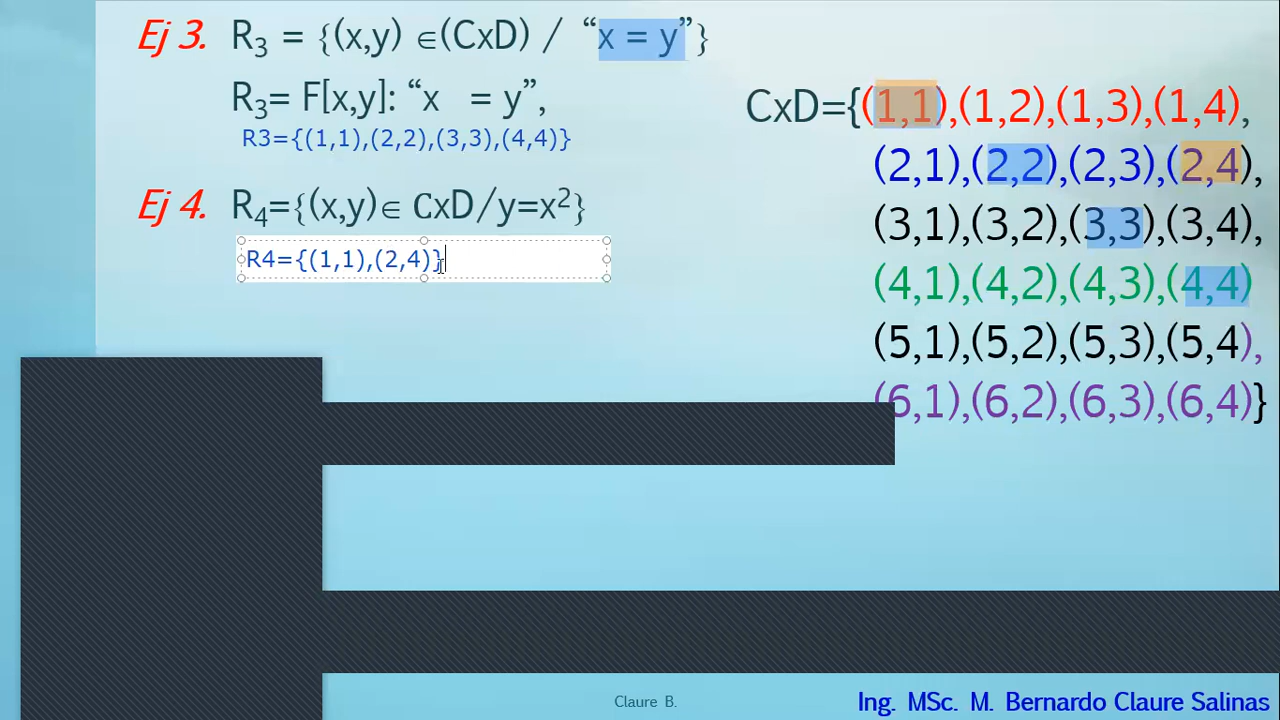 Ej 3. R₃ = {(x,y) ∈(CxD) / “x = y”}
R₃= F[x,y]: “x = y”,
R3={(1,1),(2,2),(3,3),(4,4)}
Ej 4. R₄={(x,y)∈ CxD/y=x²}
R4={(1,1),(2,4)}
CxD={(1,1),(1,2),(1,3),(1,4),
(2,1),(2,2),(2,3),(2,4),
(3,1),(3,2),(3,3),(3,4),
(4,1),(4,2),(4,3),(4,4)
(5,1),(5,2),(5,3),(5,4),
(6,1),(6,2),(6,3),(6,4)}
Claure B.
Ing. MSc. M. Bernardo Claure Salinas